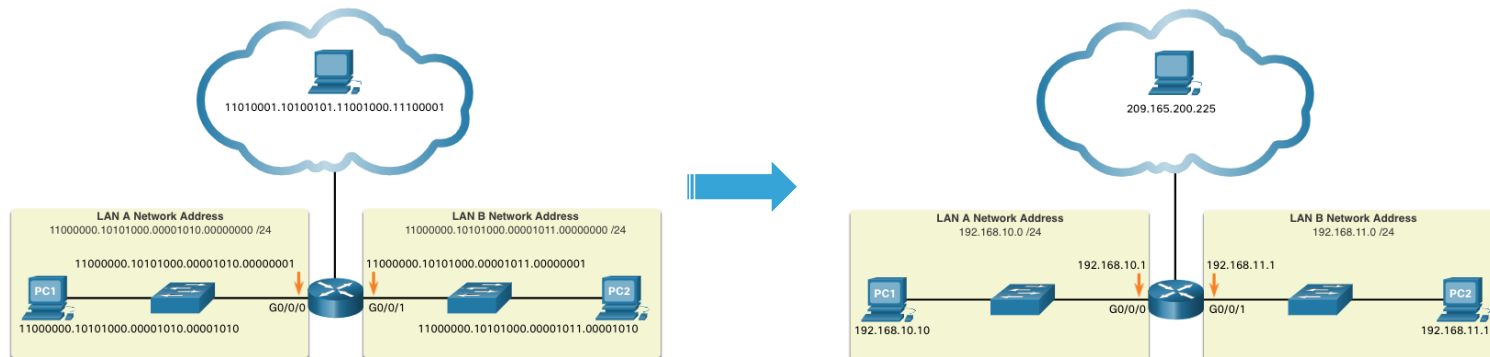 11010001.10100101.11001000.11100001
LAN A Network Address
11000000.10101000.00001010.00000000 /24
11000000.10101000.00001010.00000001
PC1
G0/0/0
11000000.10101000.00001010.00001010
LAN B Network Address
11000000.10101000.00001011.00000000 /24
11000000.10101000.00001011.00000001
G0/0/1
PC2
11000000.10101000.00001011.00001010
209.165.200.225
LAN A Network Address
192.168.10.0 /24
192.168.10.1
PC1
G0/0/0
192.168.10.10
LAN B Network Address
192.168.11.0 /24
192.168.11.1
G0/0/1
PC2
192.168.11.1